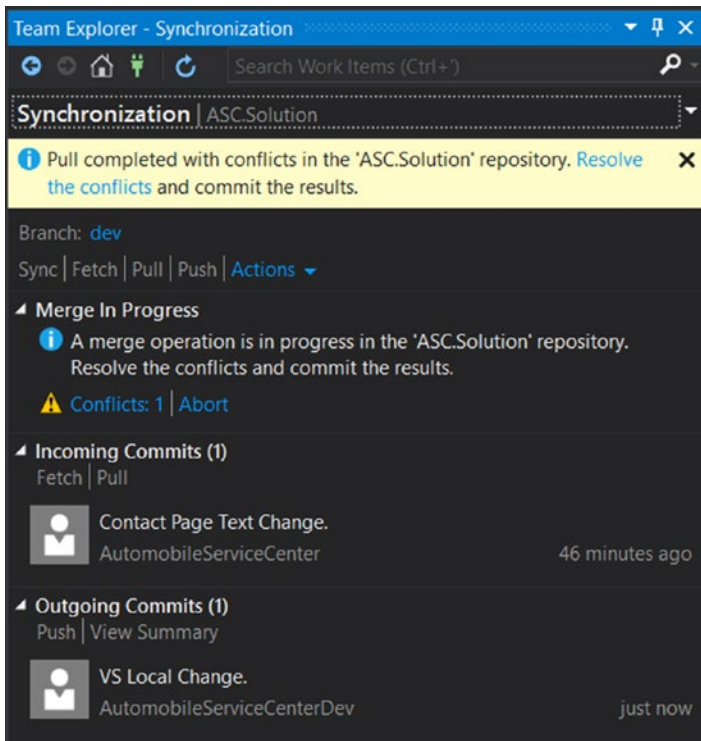 Team Explorer - Synchronization
Search Work Items (Ctrl+')
Synchronization | ASC.Solution
Pull completed with conflicts in the 'ASC.Solution' repository. Resolve
the conflicts and commit the results.
Branch: dev
Sync | Fetch | Pull | Push | Actions
Merge In Progress
A merge operation is in progress in the 'ASC.Solution' repository.
Resolve the conflicts and commit the results.
Conflicts: 1 | Abort
Incoming Commits (1)
Fetch | Pull
Contact Page Text Change.
AutomobileServiceCenter 46 minutes ago
Outgoing Commits (1)
Push | View Summary
VS Local Change.
AutomobileServiceCenterDev just now